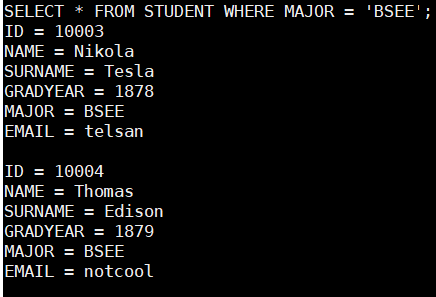 SELECT * FROM STUDENT WHERE MAJOR = 'BSEE';
ID = 10003
NAME = Nikola
SURNAME = Tesla
GRADYEAR = 1878
MAJOR = BSEE
EMAIL = telsan

ID = 10004
NAME = Thomas
SURNAME = Edison
GRADYEAR = 1879
MAJOR = BSEE
EMAIL = notcool